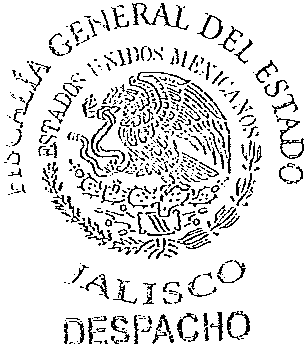 FISCALÍA GENERAL DEL ESTADO
ESTADOS UNIDOS MEXICANOS
JALISCO
DESPACHO